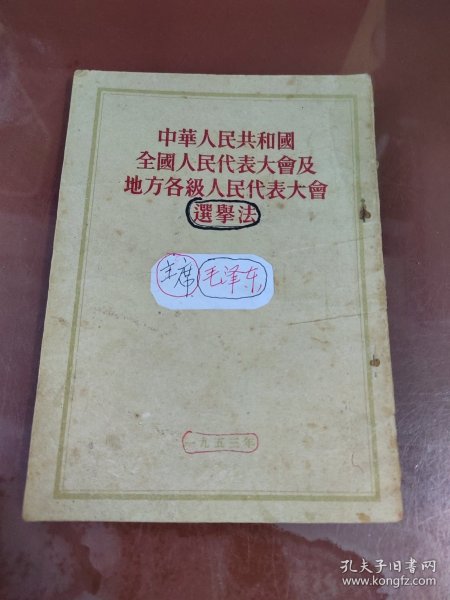 中華人民共和國
全國人民代表大會及
地方各級人民代表大會
選舉法
主席 毛泽东
一九五三年
孔夫子旧书网
www.kongfz.com